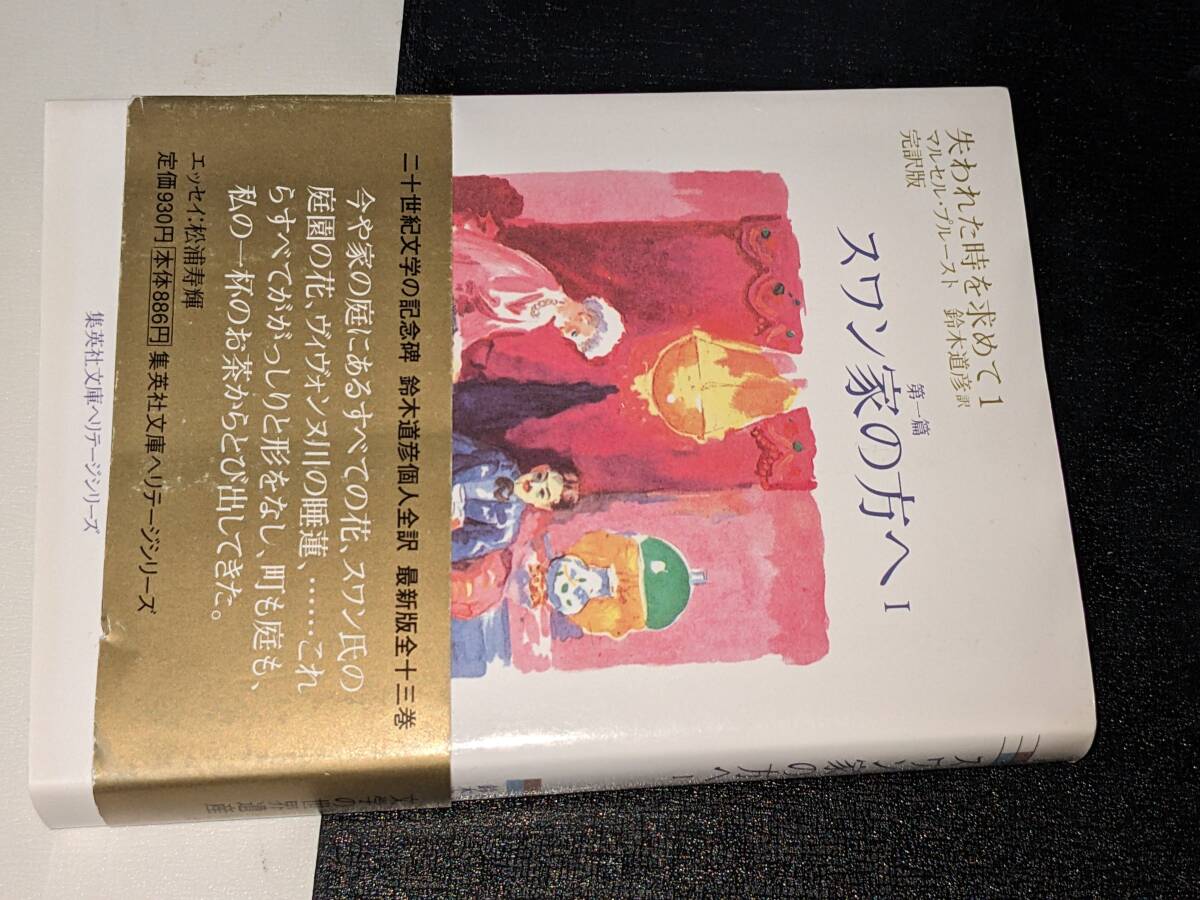 失われた時を求めて 1
マルセル・プルースト 鈴木道彦 訳
完訳版
第一篇
スワン家の方へ I
二十世紀文学の記念碑 鈴木道彦個人全訳 最新版全十三巻
今や家の庭にあるすべての花、スワン氏の
庭園の花、ヴィヴォンヌ川の睡蓮、……これ
らすべてががっしりと形をなし、町も庭も、
私の一杯のお茶からとび出してきた。
エッセイ:松浦寿輝
定価930円 本体886円 集英社文庫ヘリテージシリーズ
集英社文庫ヘリテージシリーズ
スワン家の方へ I